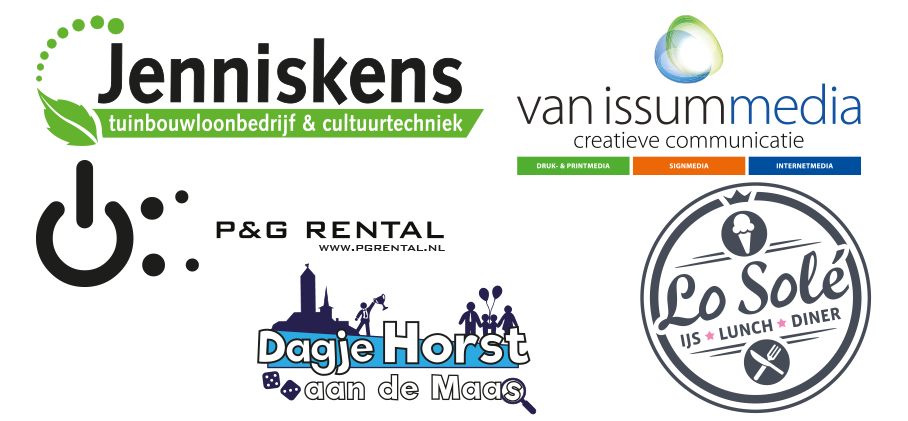 Jenniskens
tuinbouwloonbedrijf & cultuurtechniek
van issummedia
creatieve communicatie
DRUK- & PRINTMEDIA
SIGNMEDIA
INTERNETMEDIA
P&G RENTAL
WWW.PGRENTAL.NL
Lo Solé
IJS ★ LUNCH ★ DINER
Dagje Horst
aan de Maas